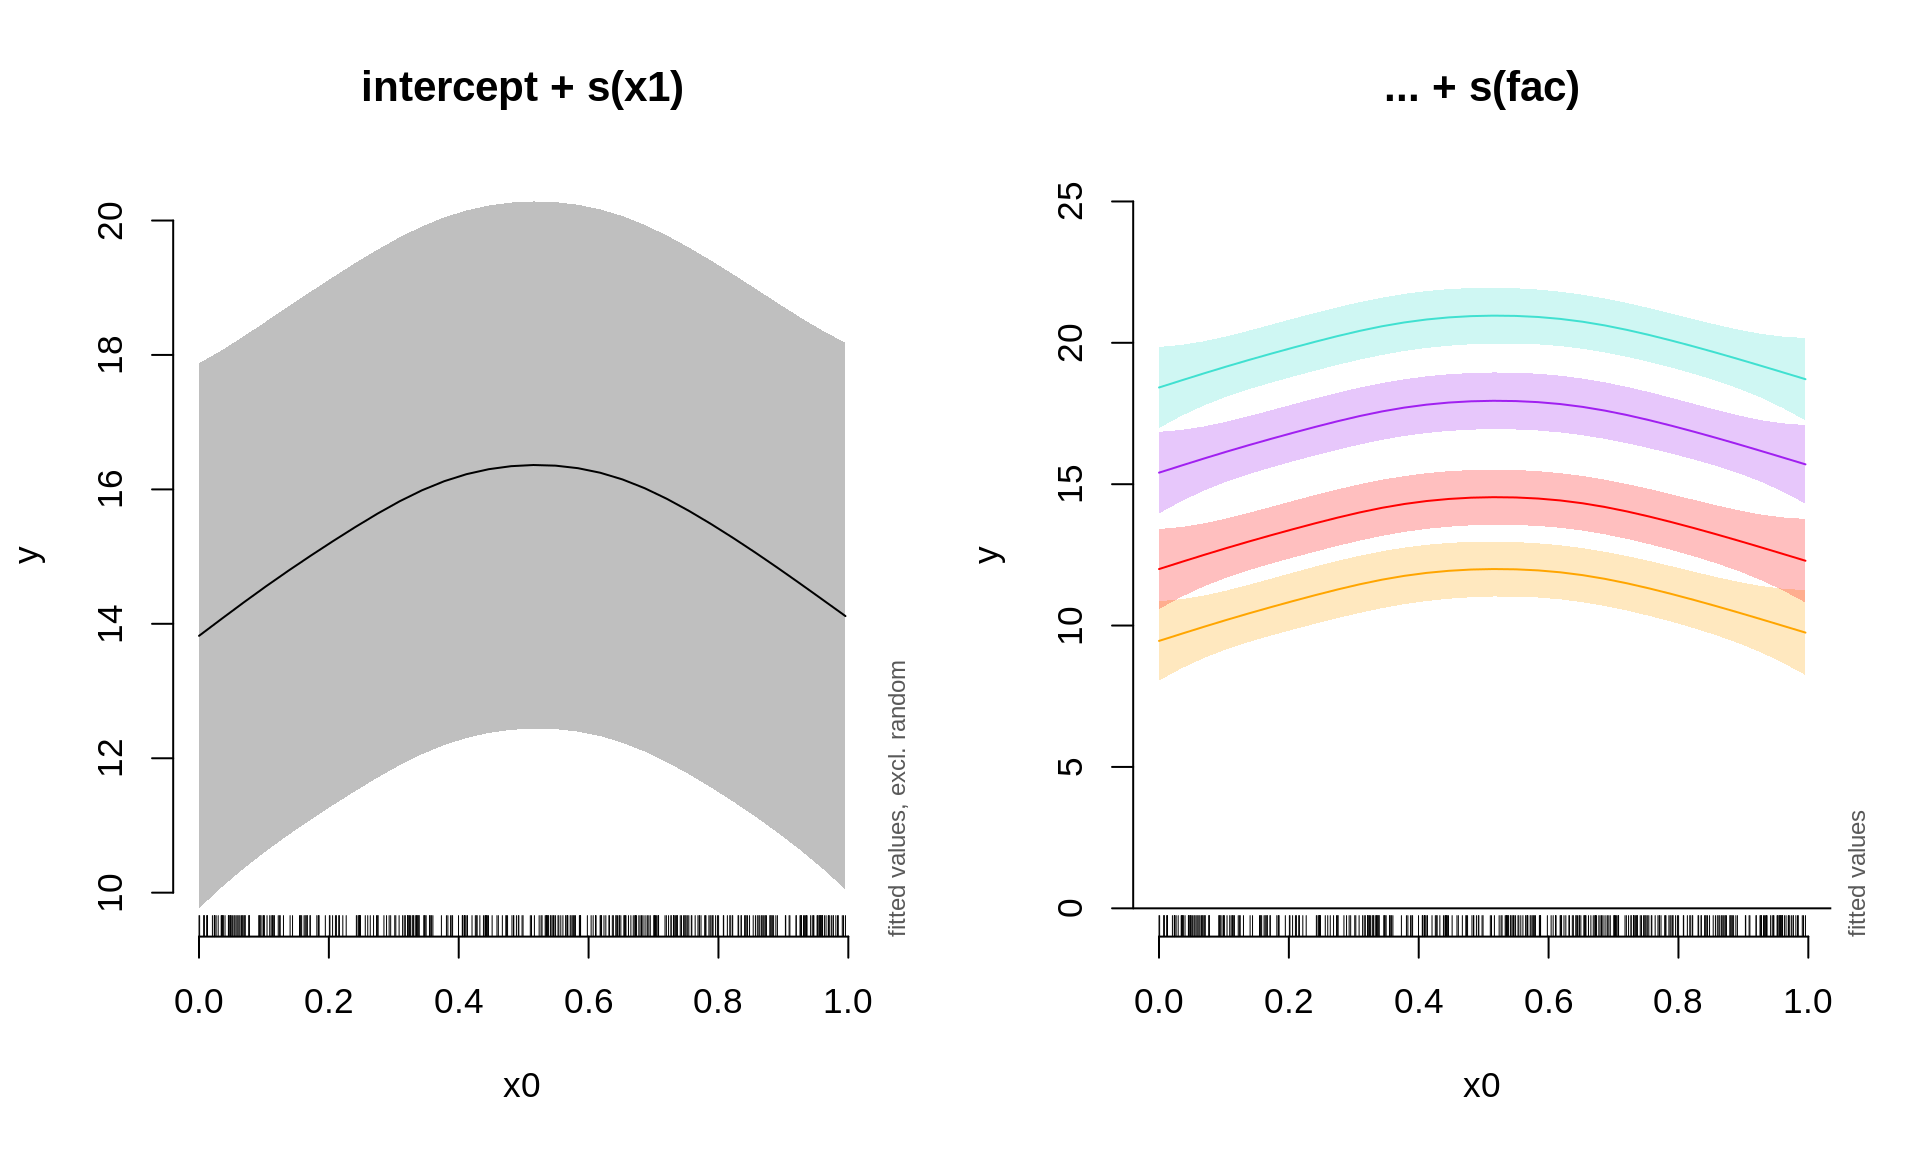 intercept + s(x1)
y
20
18
16
14
12
10
0.0 0.2 0.4 0.6 0.8 1.0
x0
fitted values, excl. random
... + s(fac)
y
25
20
15
10
5
0
0.0 0.2 0.4 0.6 0.8 1.0
x0
fitted values